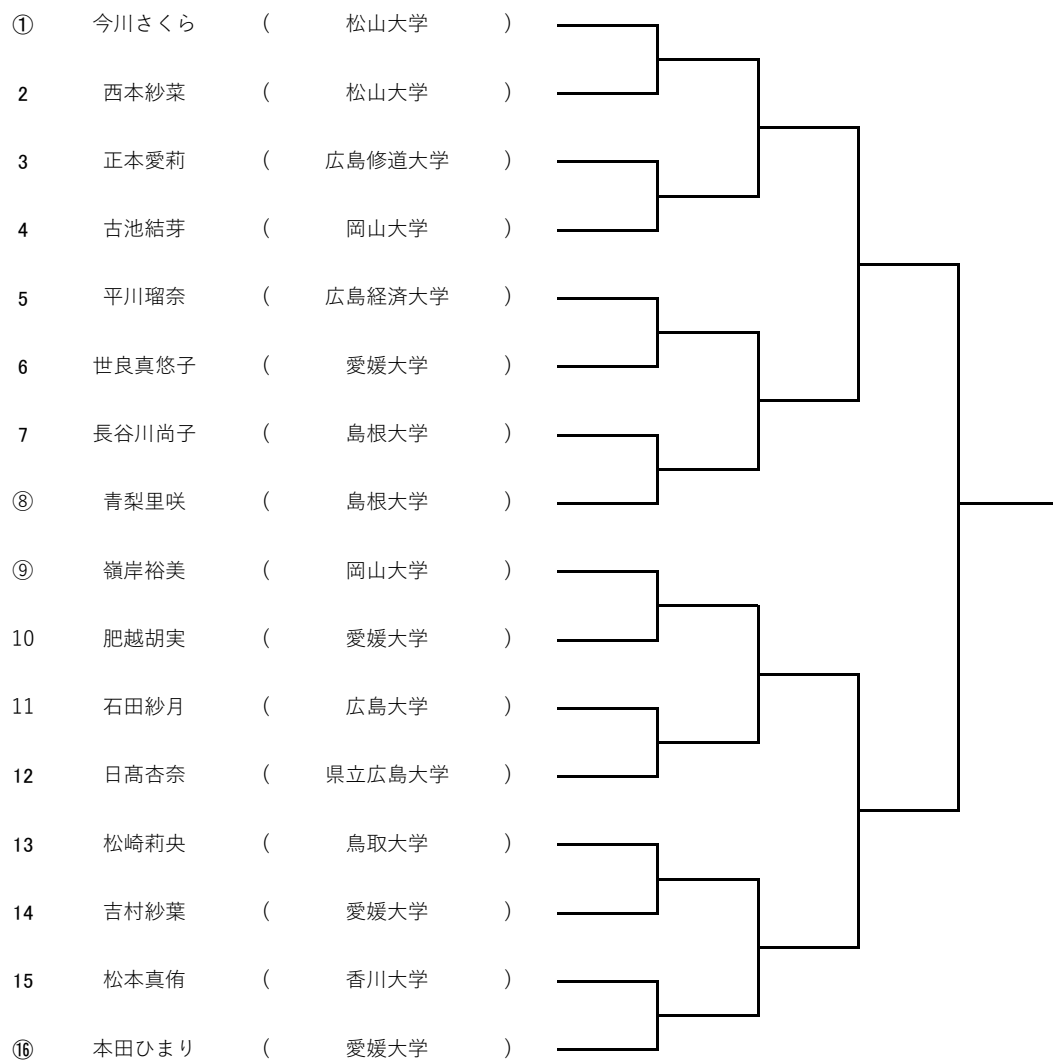 ① 今川さくら ( 松山大学 )
2 西本紗菜 ( 松山大学 )
3 正本愛莉 ( 広島修道大学 )
4 古池結芽 ( 岡山大学 )
5 平川瑠奈 ( 広島経済大学 )
6 世良真悠子 ( 愛媛大学 )
7 長谷川尚子 ( 島根大学 )
⑧ 青梨里咲 ( 島根大学 )
⑨ 嶺岸裕美 ( 岡山大学 )
10 肥越胡実 ( 愛媛大学 )
11 石田紗月 ( 広島大学 )
12 日髙杏奈 ( 県立広島大学 )
13 松崎莉央 ( 鳥取大学 )
14 吉村紗葉 ( 愛媛大学 )
15 松本真侑 ( 香川大学 )
⑯ 本田ひまり ( 愛媛大学 )